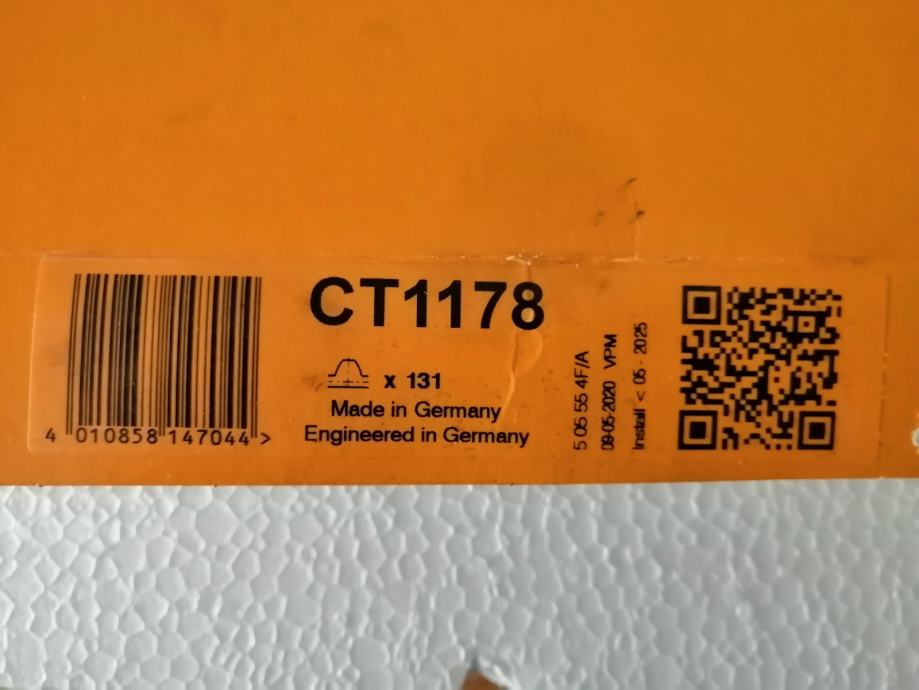 CT1178
x 131
Made in Germany
Engineered in Germany
4 010858 147044 >
5 05 55 4F/A
09-05-2020 VPM
Install < 05 - 2025